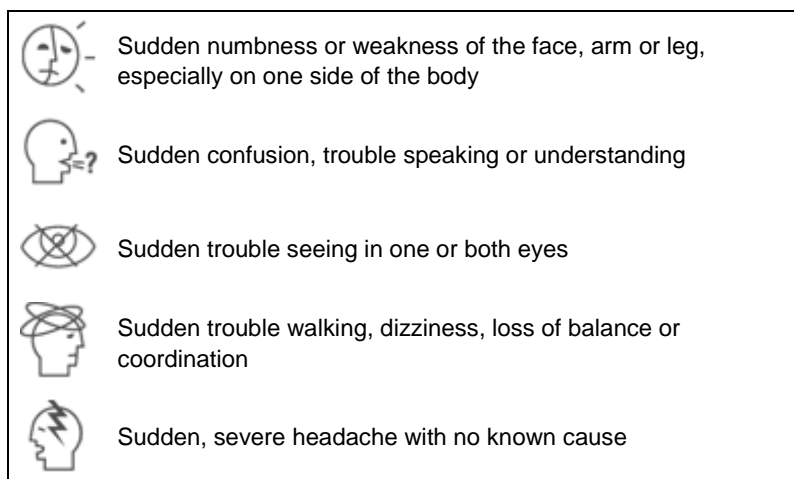 Sudden numbness or weakness of the face, arm or leg,
especially on one side of the body
=?
Sudden confusion, trouble speaking or understanding
Sudden trouble seeing in one or both eyes
Sudden trouble walking, dizziness, loss of balance or
coordination
Sudden, severe headache with no known cause